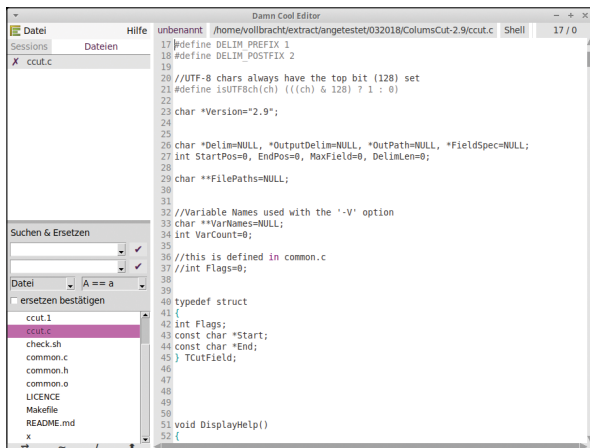 Damn Cool Editor
Datei Hilfe
Sessions Dateien
✗ ccut.c
Suchen & Ersetzen
Datei A == a
ersetzen bestätigen
ccut.1
ccut.c
check.sh
common.c
common.h
common.o
LICENCE
Makefile
README.md
x
unbenannt /home/vollbracht/extract/angetestet/032018/ColumsCut-2.9/ccut.c Shell 17 / 0
17 #define DELIM_PREFIX 1
18 #define DELIM_POSTFIX 2
19
20 //UTF-8 chars always have the top bit (128) set
21 #define isUTF8ch(ch) (((ch) & 128) ? 1 : 0)
22
23 char *Version="2.9";
24
25
26 char *Delim=NULL, *OutputDelim=NULL, *OutPath=NULL, *FieldSpec=NULL;
27 int StartPos=0, EndPos=0, MaxField=0, DelimLen=0;
28
29 char **FilePaths=NULL;
30
31
32 //Variable Names used with the '-V' option
33 char **VarNames=NULL;
34 int VarCount=0;
35
36 //this is defined in common.c
37 //int Flags=0;
38
39
40 typedef struct
41 {
42 int Flags;
43 const char *Start;
44 const char *End;
45 } TCutField;
46
47
48
49
50
51 void DisplayHelp()
52 {